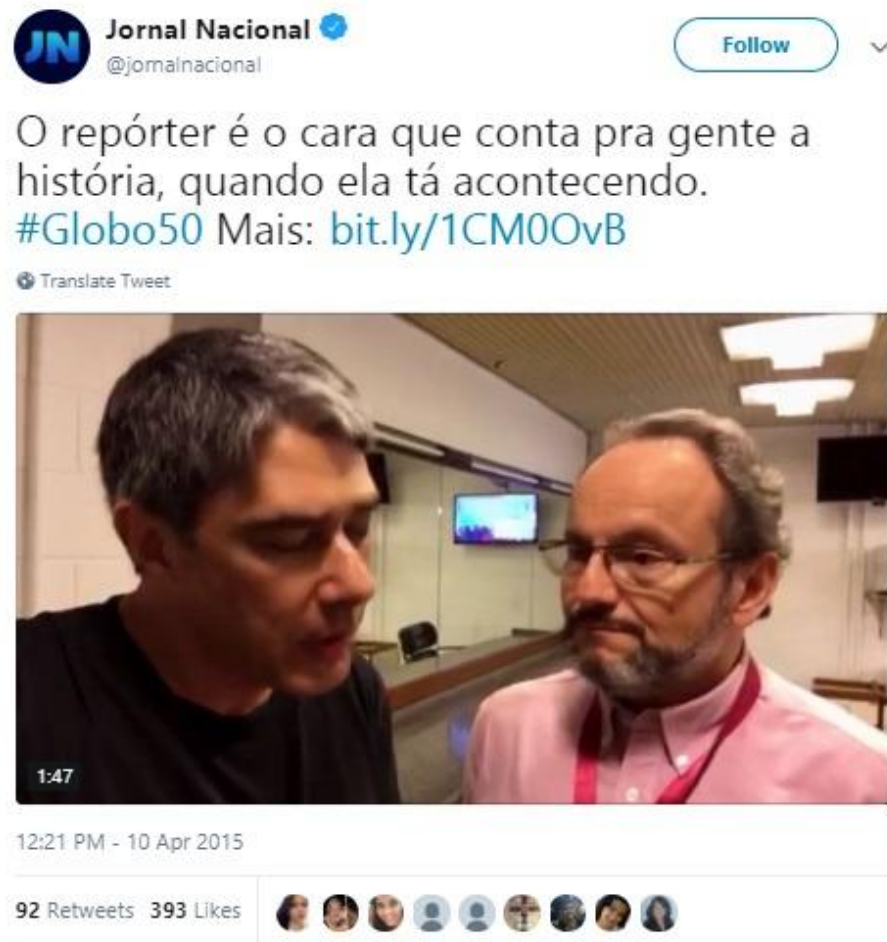 JN
Jornal Nacional
@jornalnacional
Follow
O repórter é o cara que conta pra gente a
história, quando ela tá acontecendo.
#Globo50 Mais: bit.ly/1CM0OvB
Translate Tweet
1:47
12:21 PM - 10 Apr 2015
92 Retweets 393 Likes